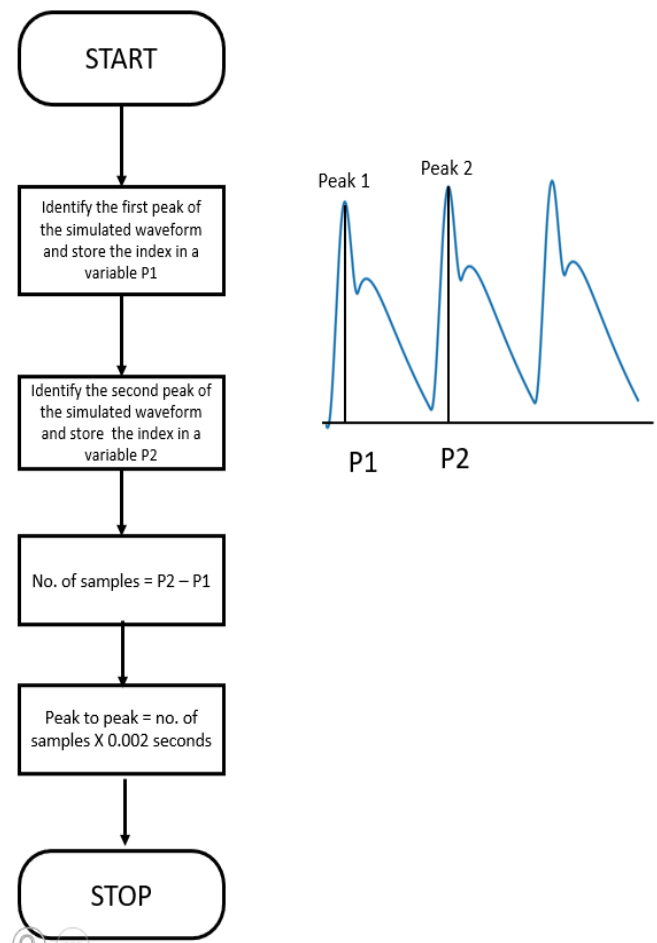 START
Identify the first peak of
the simulated waveform
and store the index in a
variable P1
Identify the second peak of
the simulated waveform
and store the index in a
variable P2
No. of samples = P2 – P1
Peak to peak = no. of
samples X 0.002 seconds
STOP
Peak 1
Peak 2
P1
P2